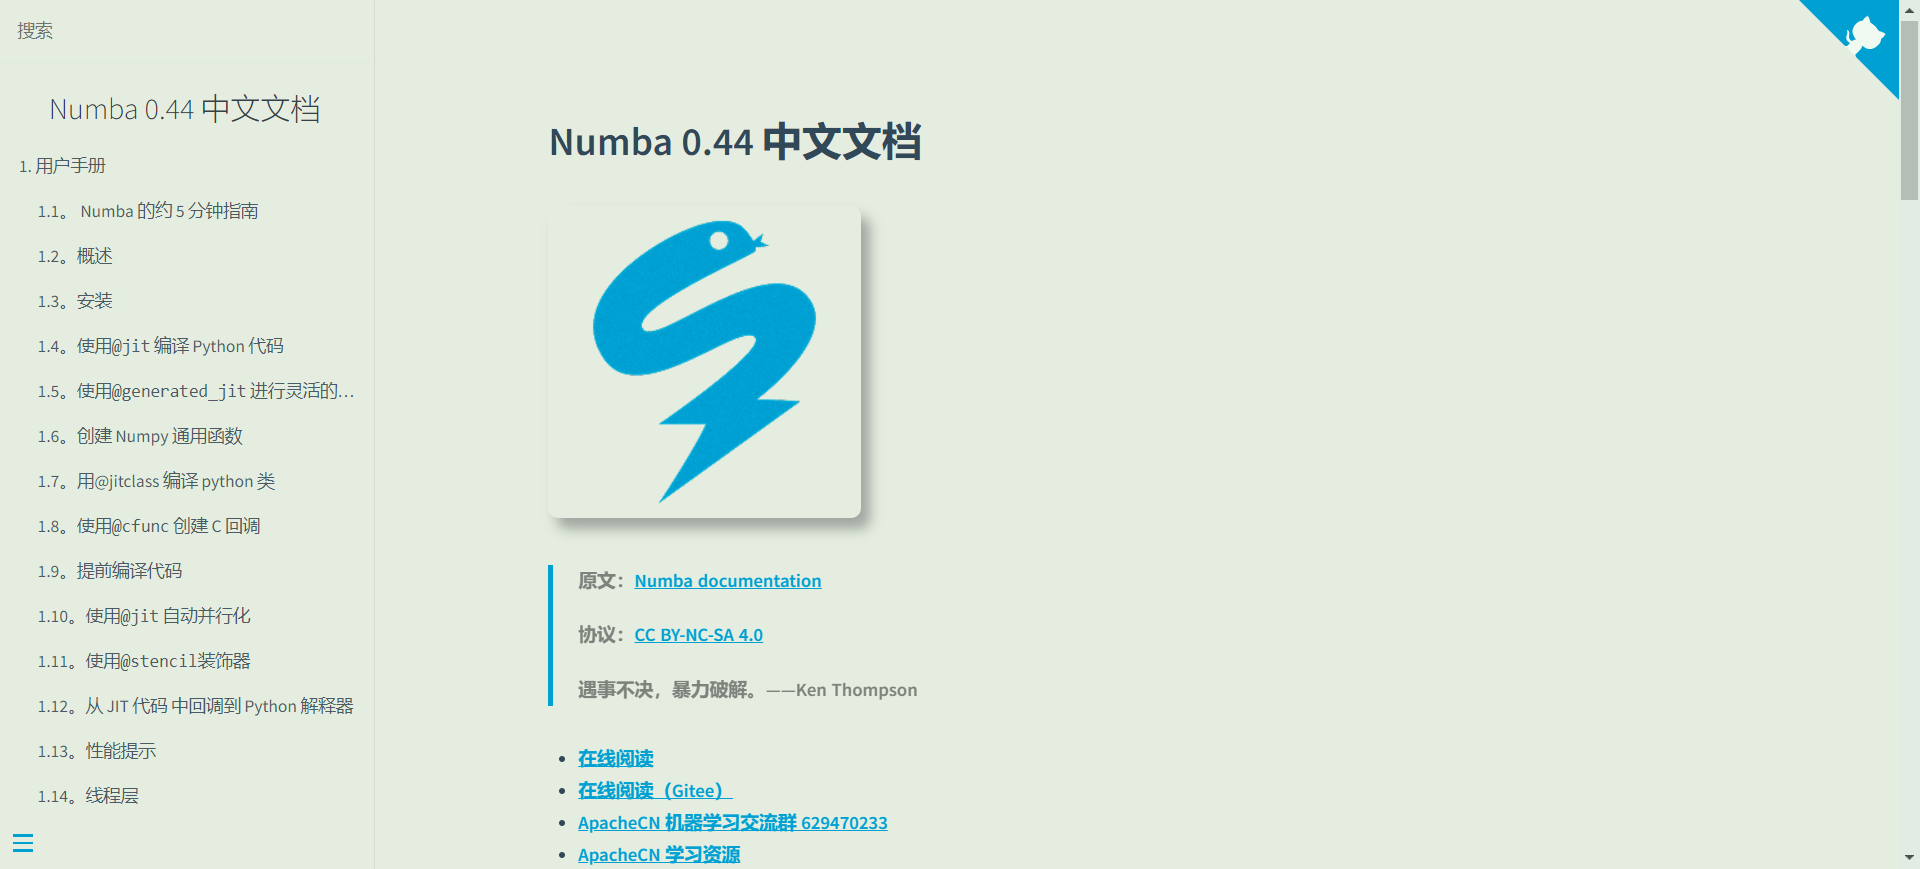 搜索
Numba 0.44 中文文档
1. 用户手册
1.1。 Numba 的约 5 分钟指南
1.2。概述
1.3。安装
1.4。使用@jit 编译 Python 代码
1.5。使用@generated_jit 进行灵活的…
1.6。创建 Numpy 通用函数
1.7。用@jitclass 编译 python 类
1.8。使用@cfunc 创建 C 回调
1.9。提前编译代码
1.10。使用@jit 自动并行化
1.11。使用@stencil装饰器
1.12。从 JIT 代码 中回调到 Python 解释器
1.13。性能提示
1.14。线程层
Numba 0.44 中文文档
原文：Numba documentation
协议：CC BY-NC-SA 4.0
遇事不决，暴力破解。——Ken Thompson
在线阅读
在线阅读（Gitee）
ApacheCN 机器学习交流群 629470233
ApacheCN 学习资源